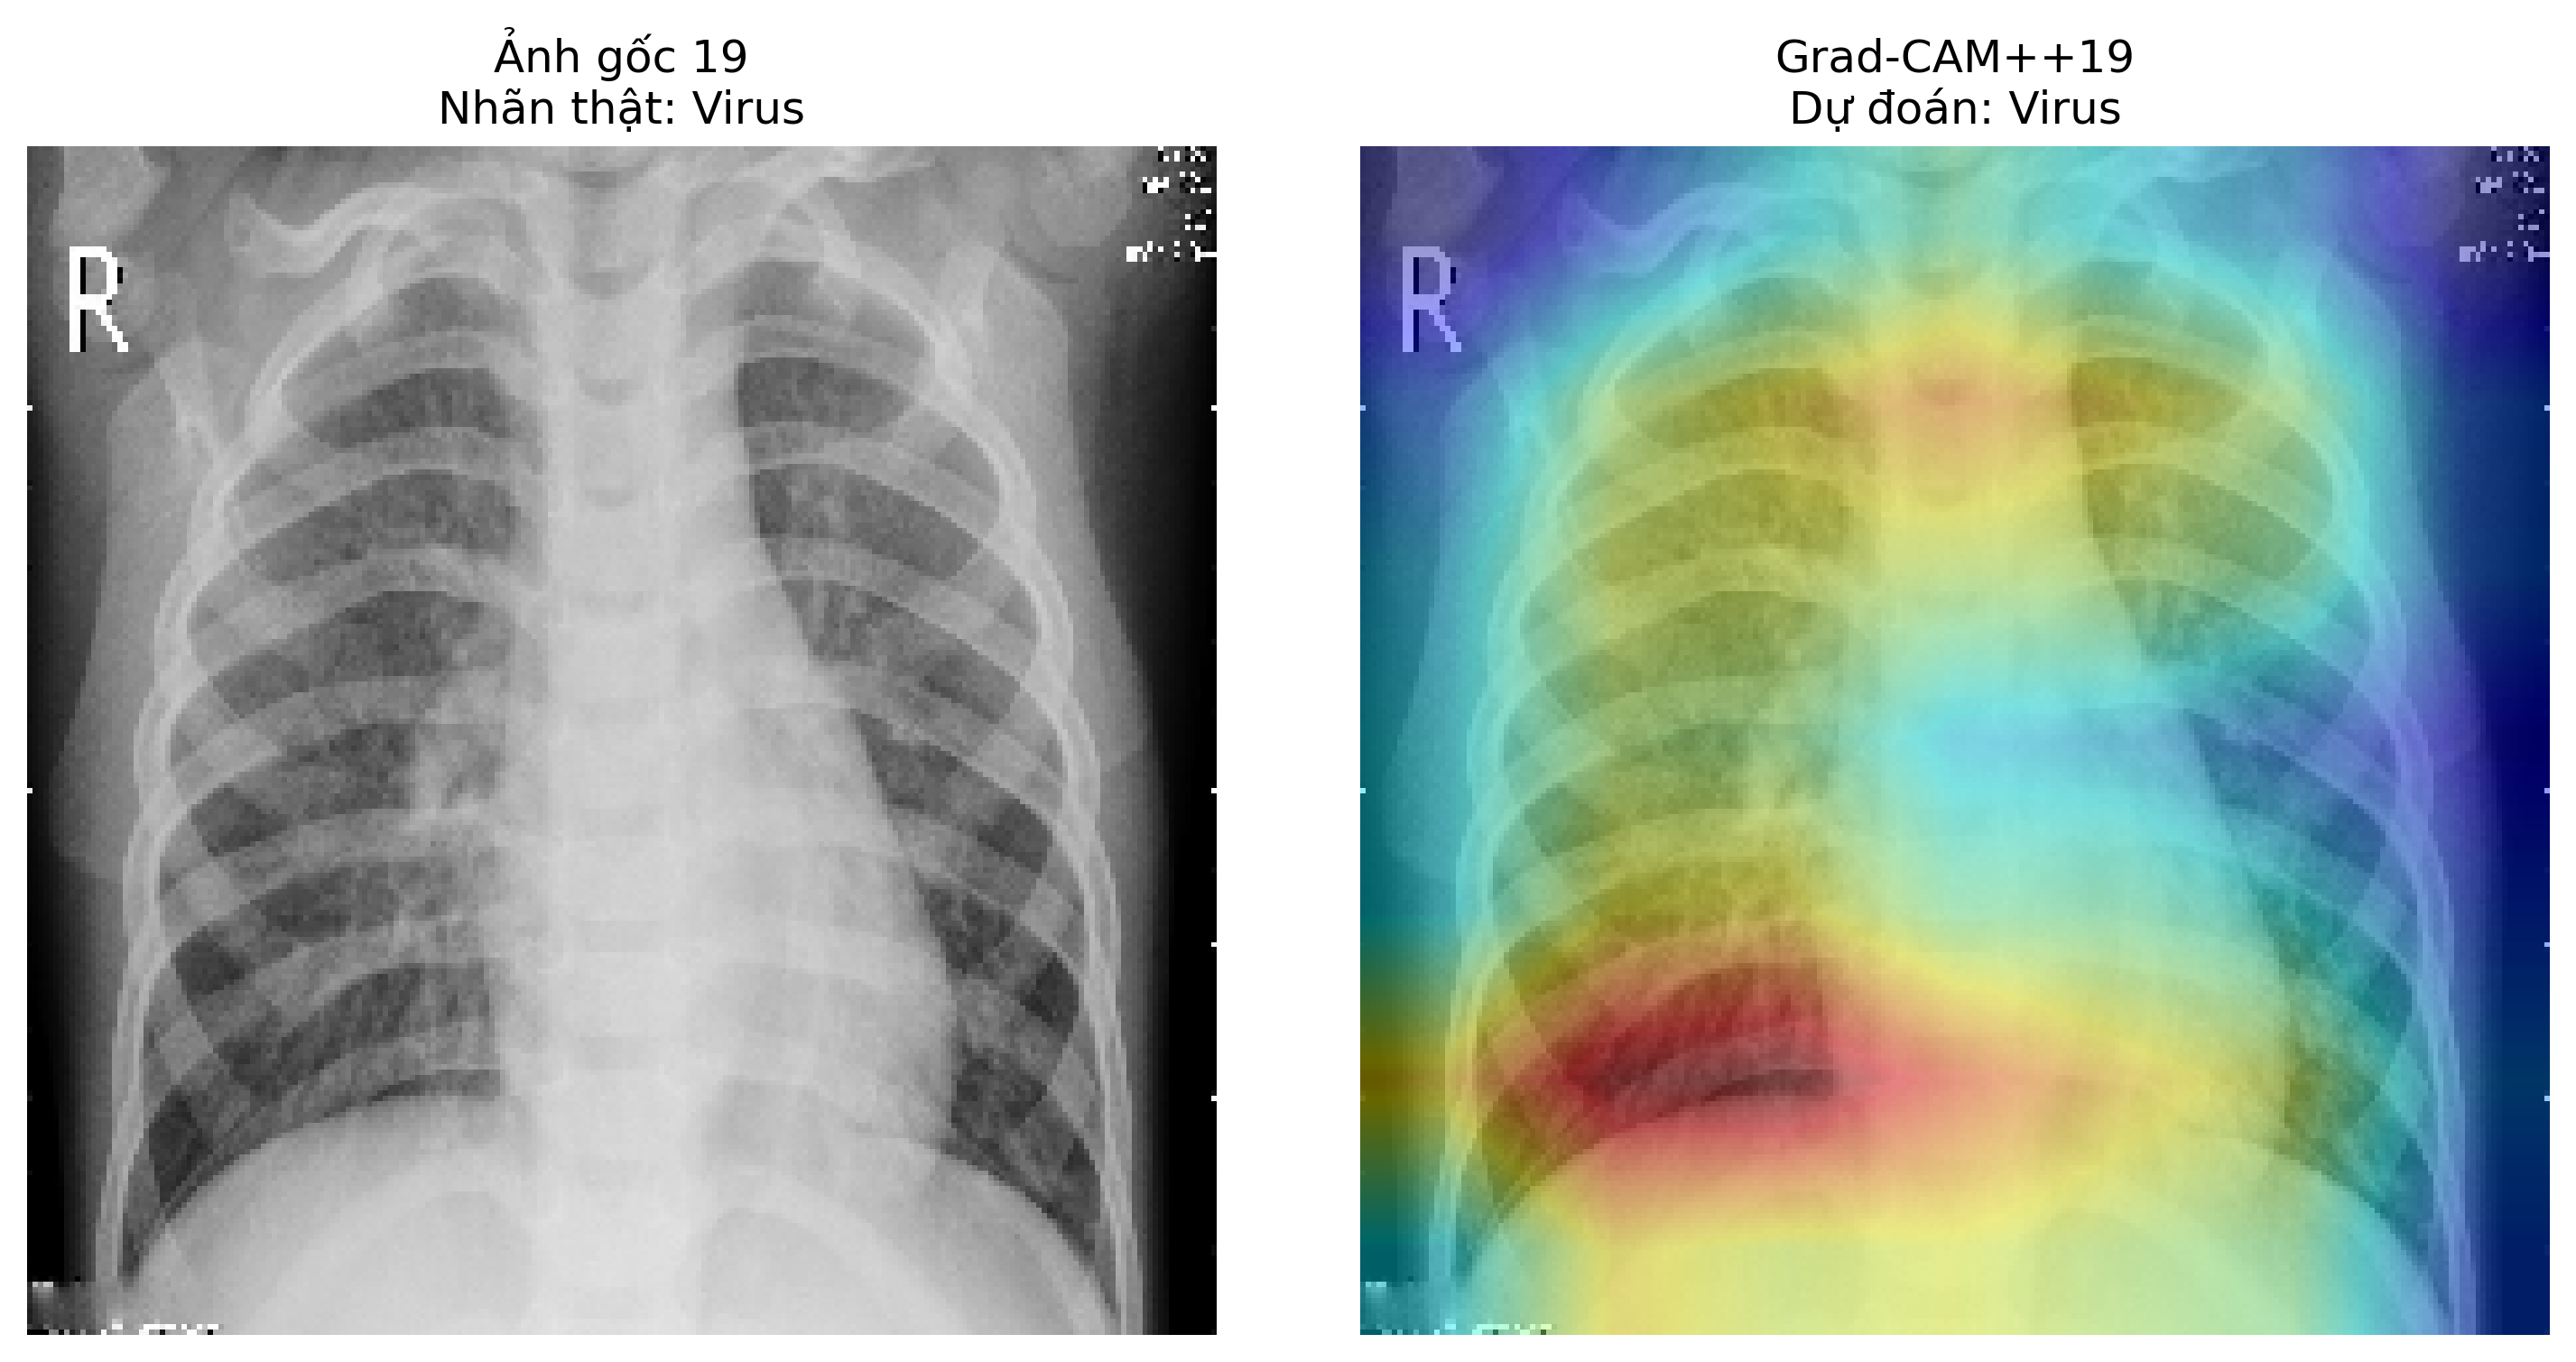 Ảnh gốc 19
Nhãn thật: Virus
Grad-CAM++19
Dự đoán: Virus
R
R